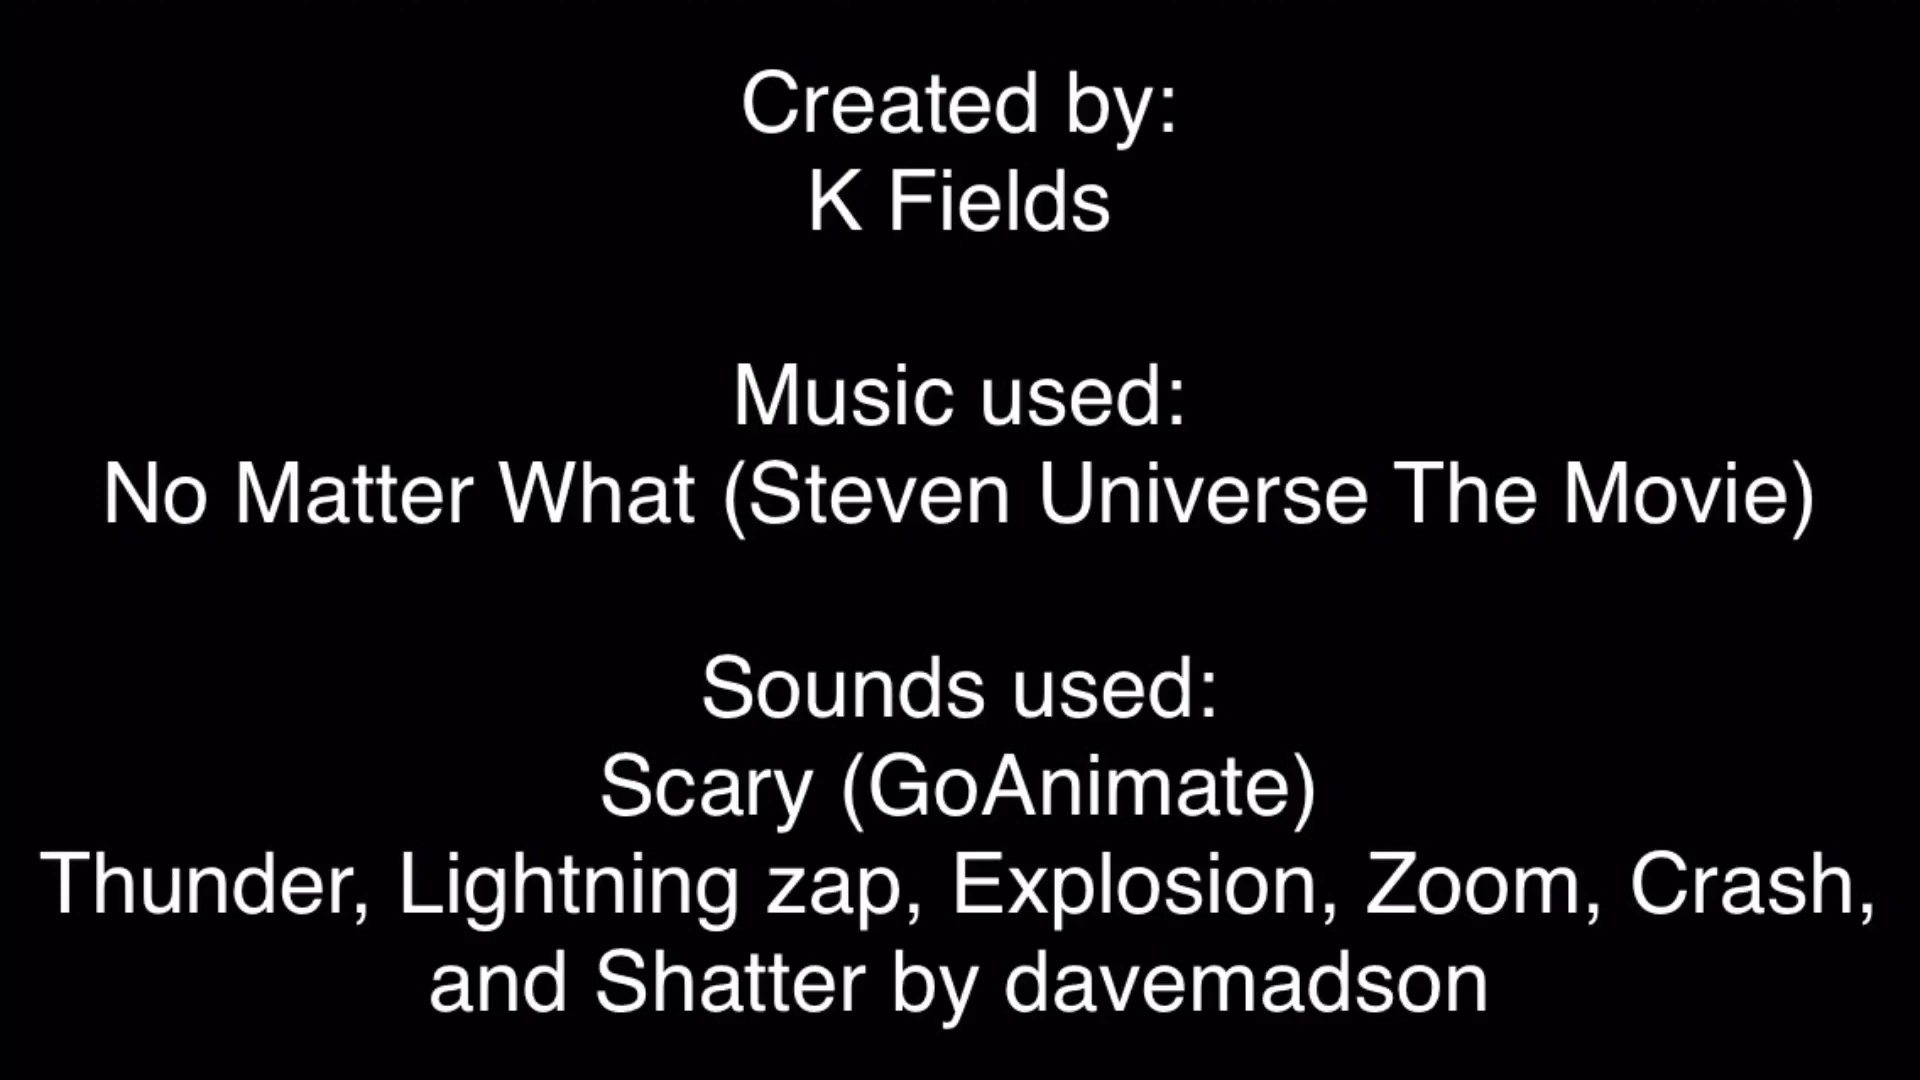 Created by:
K Fields
Music used:
No Matter What (Steven Universe The Movie)
Sounds used:
Scary (GoAnimate)
Thunder, Lightning zap, Explosion, Zoom, Crash,
and Shatter by davemadson